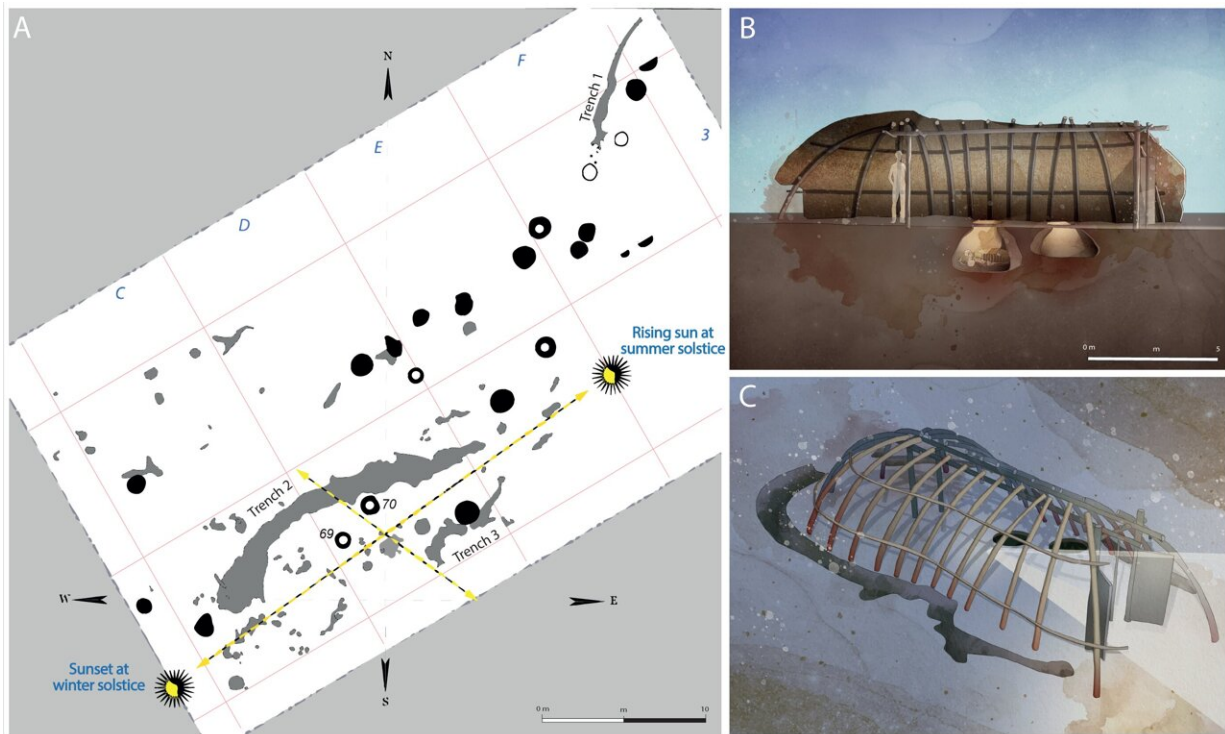 A
N
F
Trench 1
3
E
D
C
Rising sun at
summer solstice
Trench 2
70
69
Trench 3
W
E
Sunset at
winter solstice
S
0 m
m
10
B
0 m
m
5
C